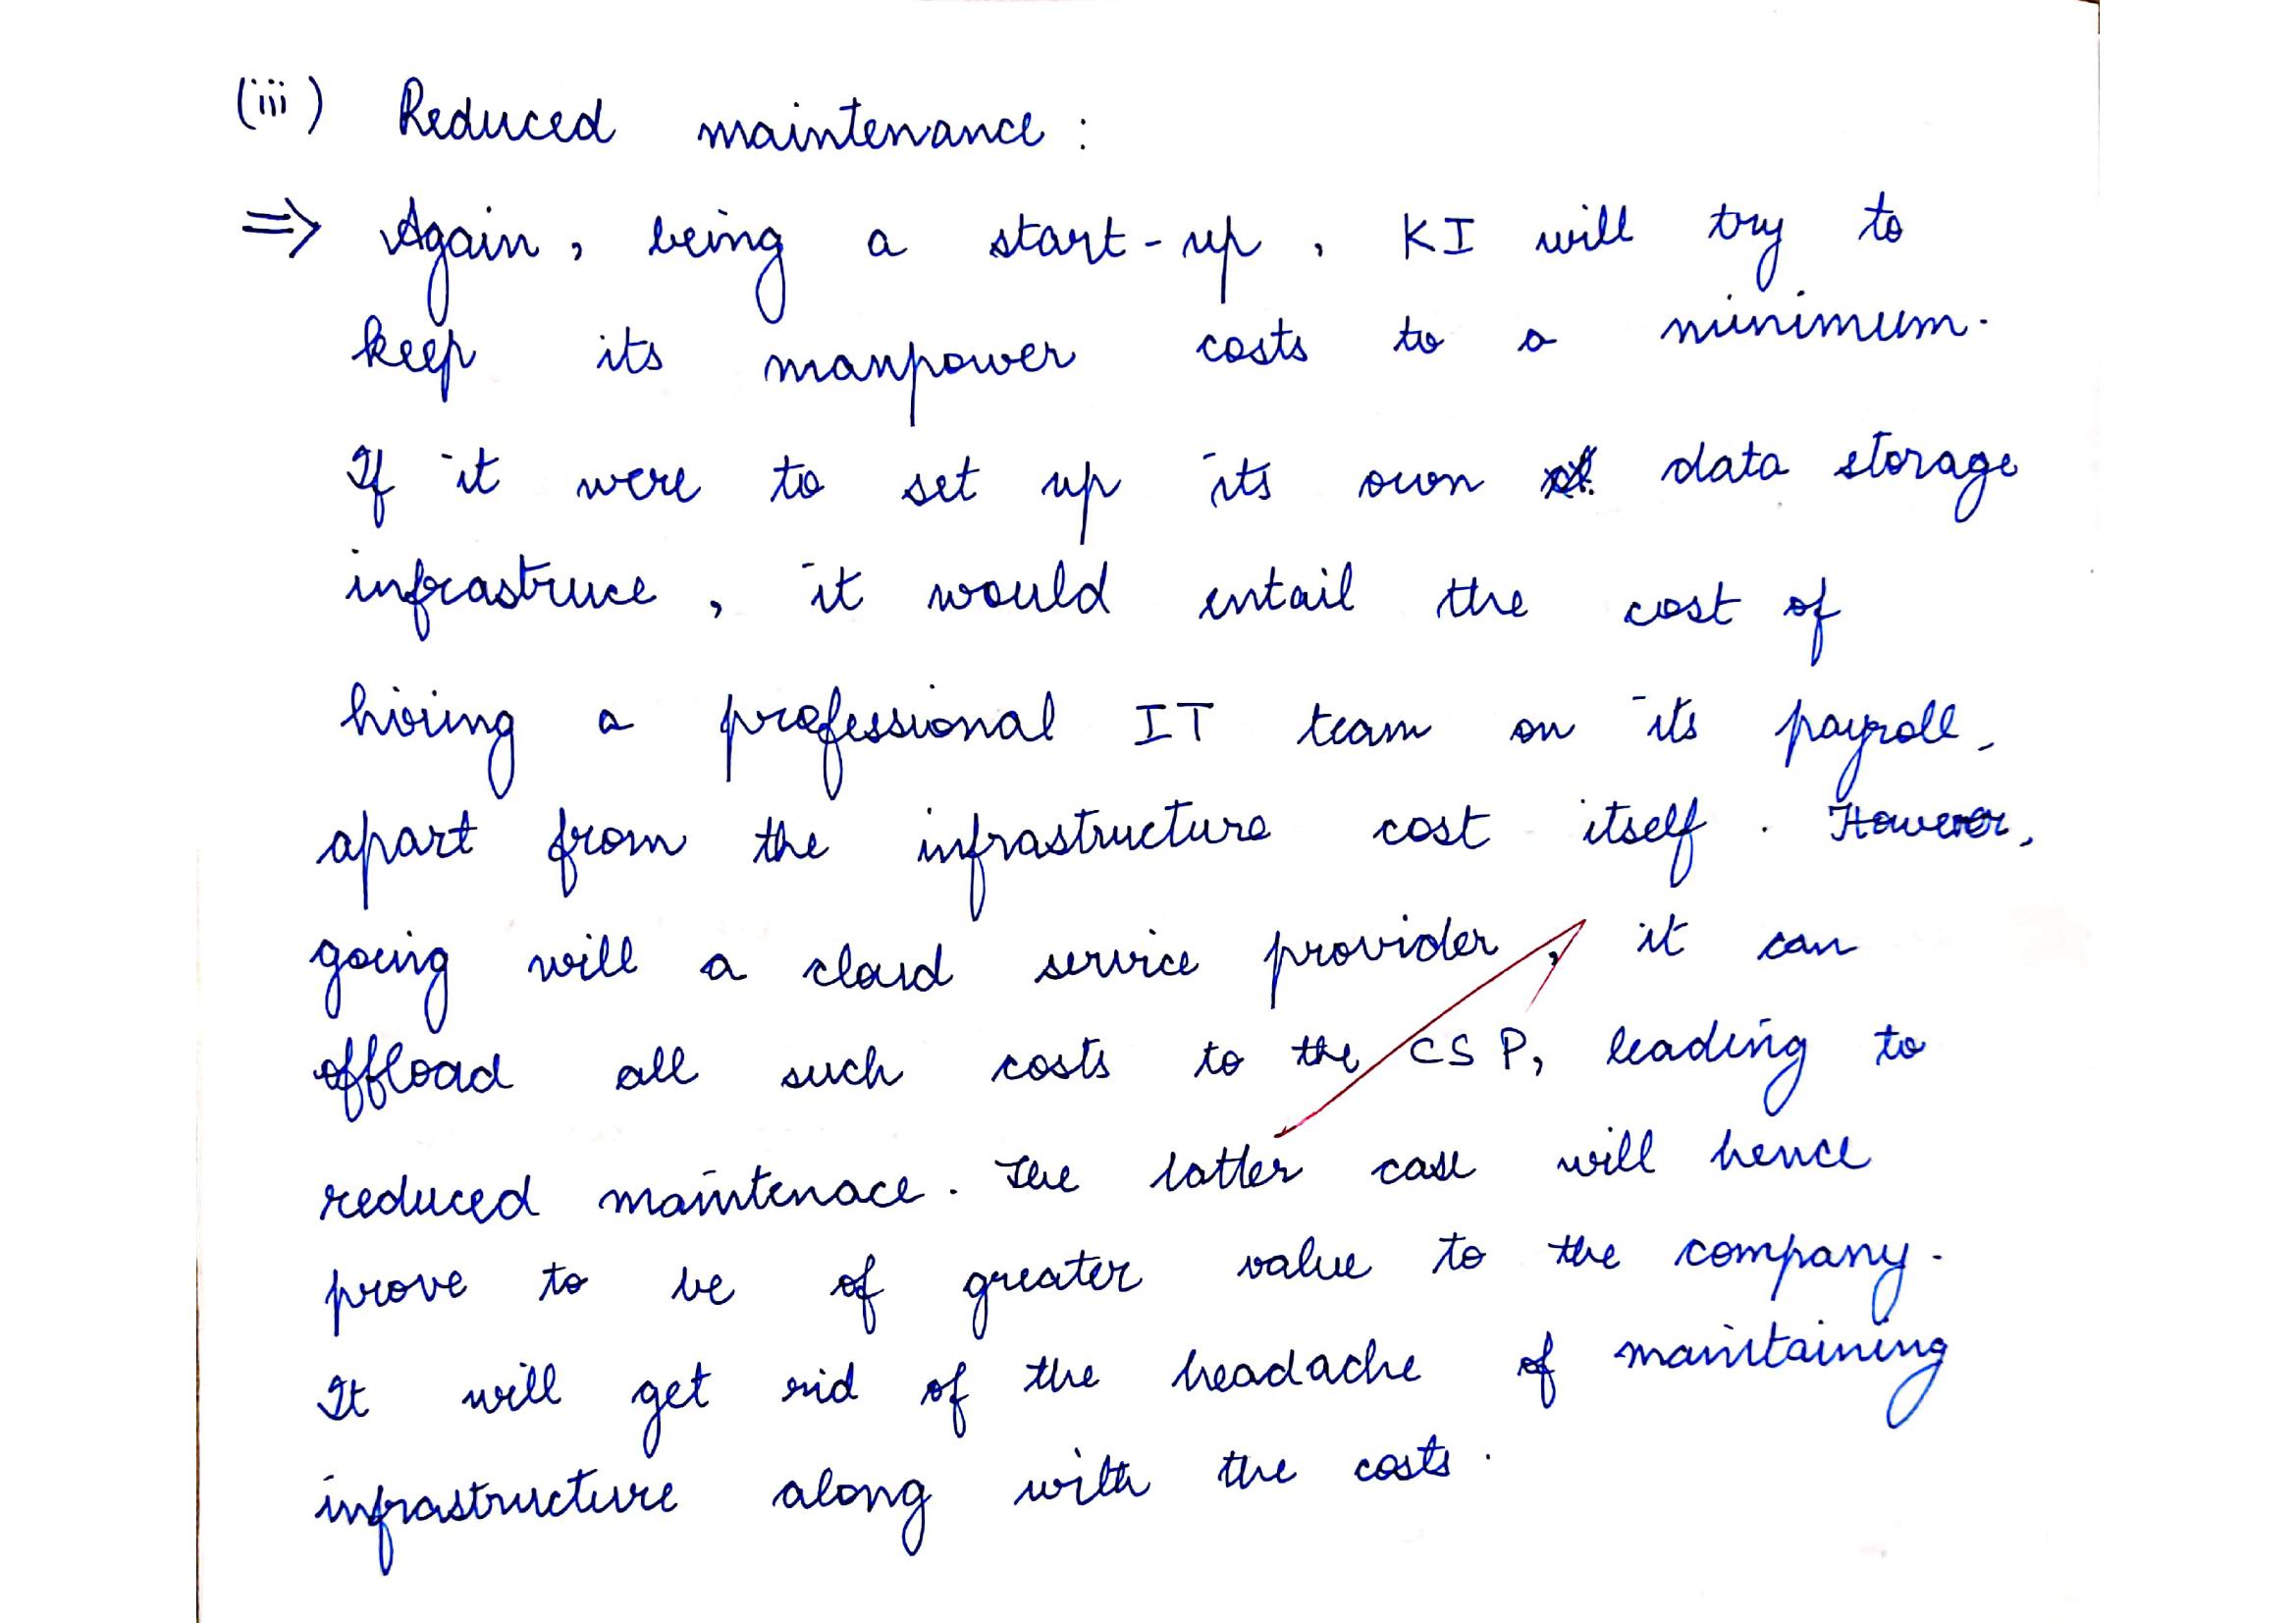 (iii) Reduced maintenance :
⇒ Again, being a start-up, KI will try to
keep its manpower costs to a minimum.
If it were to set up its own data storage
infrastruce, it would entail the cost of
hiring a professional IT team on its payroll,
apart from the infrastructure cost itself. However,
going will a cloud service provider, it can
offload all such costs to the CSP, leading to
reduced maintenace. The latter case will hence
prove to be of greater value to the company.
It will get rid of the headache of maintaining
infrastructure along with the costs.